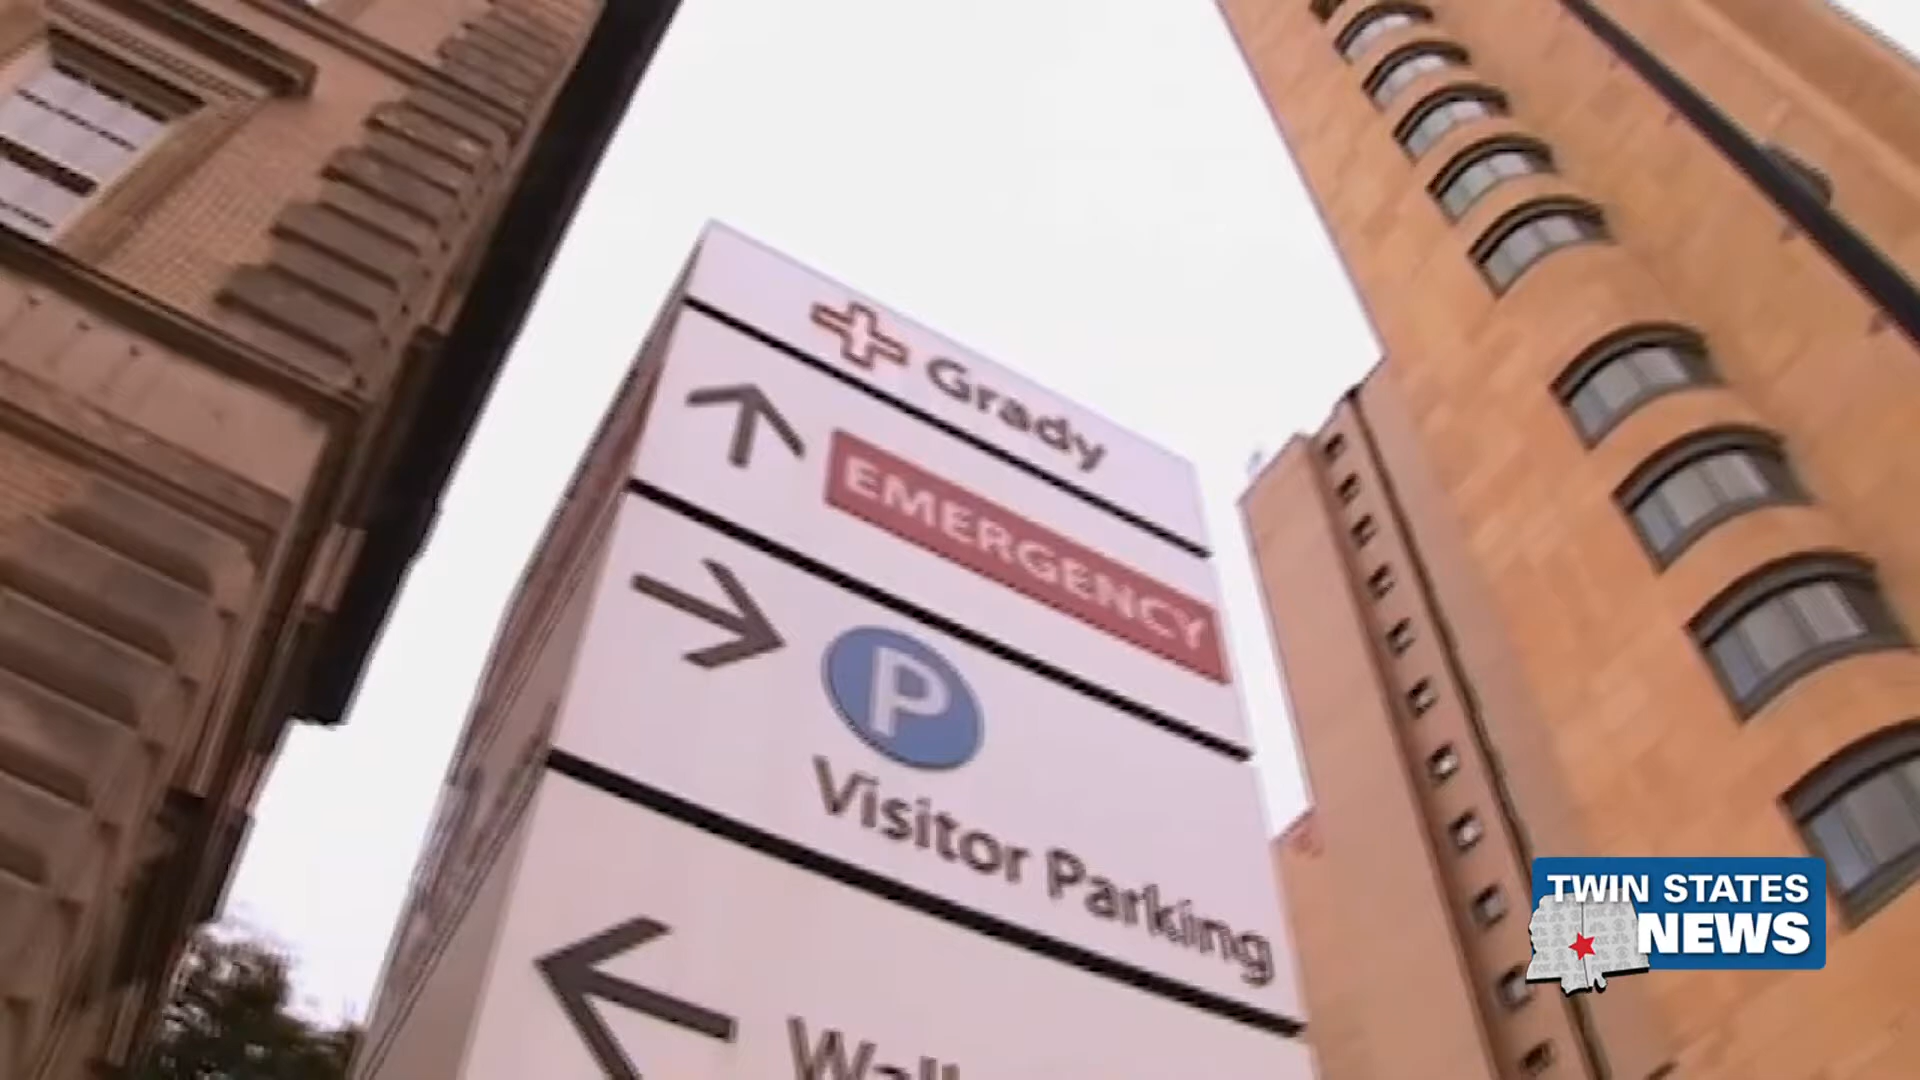 Grady
EMERGENCY
P
Visitor Parking
TWIN STATES
NEWS